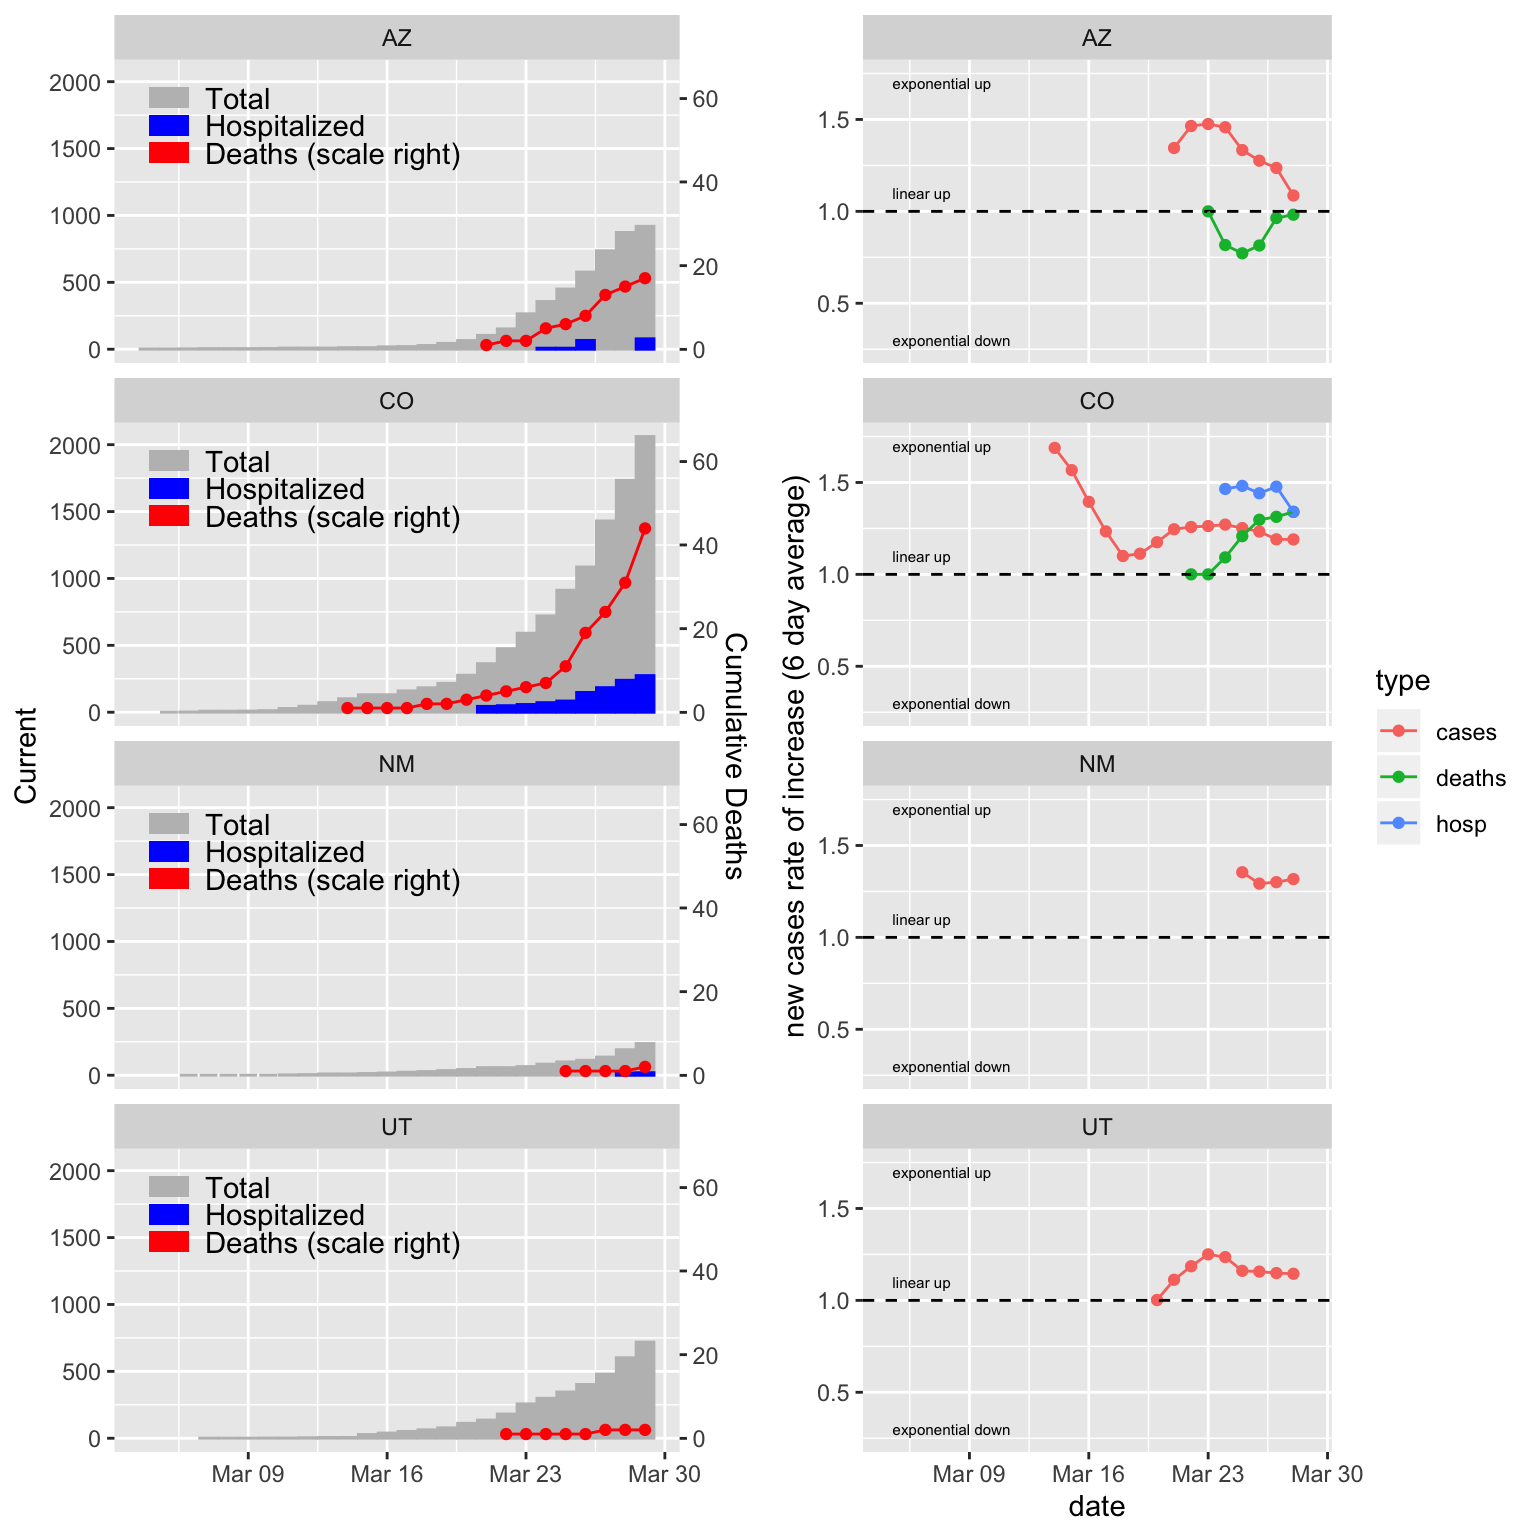 AZ
2000
1500
1000
500
0
Total
Hospitalized
Deaths (scale right)
60
40
20
0
CO
2000
1500
1000
500
0
Total
Hospitalized
Deaths (scale right)
60
40
20
0
NM
2000
1500
1000
500
0
Total
Hospitalized
Deaths (scale right)
60
40
20
0
UT
2000
1500
1000
500
0
Total
Hospitalized
Deaths (scale right)
60
40
20
0
Mar 09 Mar 16 Mar 23 Mar 30
Current
Cumulative Deaths
AZ
1.5
1.0
0.5
exponential up
linear up
exponential down
CO
1.5
1.0
0.5
exponential up
linear up
exponential down
NM
1.5
1.0
0.5
exponential up
linear up
exponential down
UT
1.5
1.0
0.5
exponential up
linear up
exponential down
Mar 09 Mar 16 Mar 23 Mar 30
date
new cases rate of increase (6 day average)
type
cases
deaths
hosp